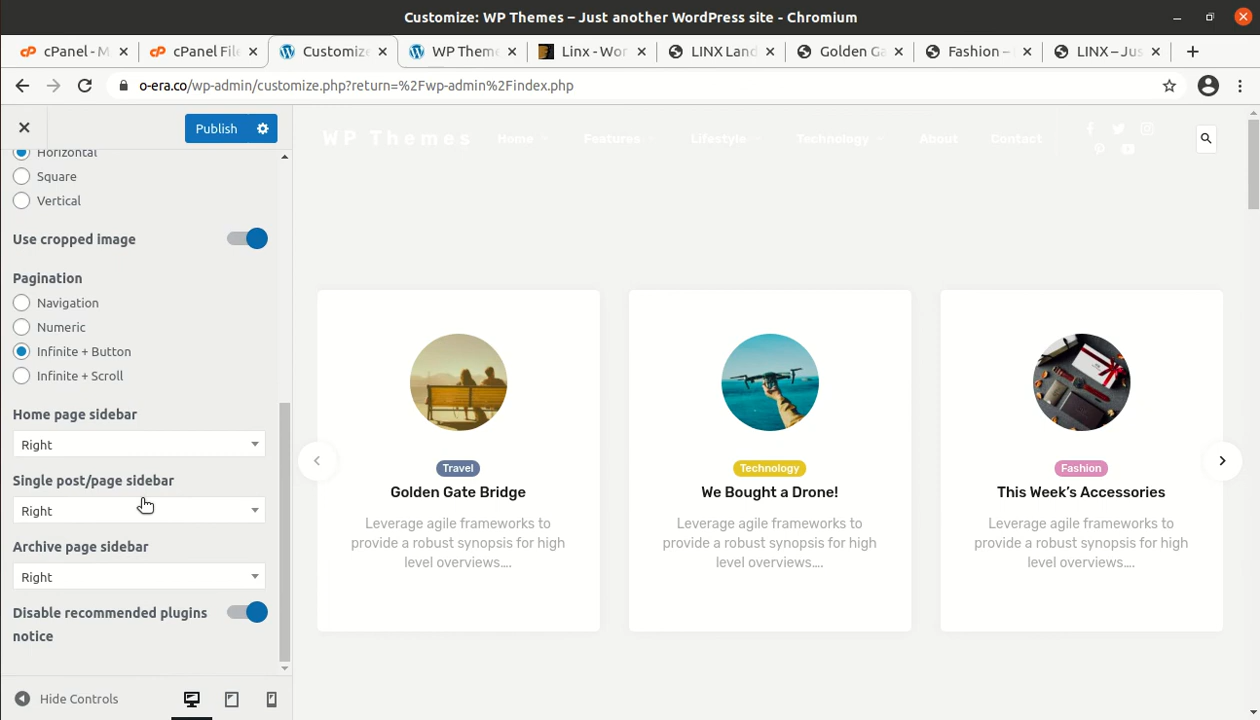 Customize: WP Themes – Just another WordPress site - Chromium
cPanel - M
cPanel File
Customize
WP Theme
Linx - Wor
LINX Land
Golden Ga
Fashion –
LINX – Jus
o-era.co/wp-admin/customize.php?return=%2Fwp-admin%2Findex.php
Publish
Horizontal
Square
Vertical
Use cropped image
Pagination
Navigation
Numeric
Infinite + Button
Infinite + Scroll
Home page sidebar
Right
Single post/page sidebar
Right
Archive page sidebar
Right
Disable recommended plugins
notice
Hide Controls
WP Themes
Home
Features
Lifestyle
Technology
About
Contact
Travel
Golden Gate Bridge
Leverage agile frameworks to
provide a robust synopsis for high
level overviews....
Technology
We Bought a Drone!
Leverage agile frameworks to
provide a robust synopsis for high
level overviews....
Fashion
This Week’s Accessories
Leverage agile frameworks to
provide a robust synopsis for high
level overviews....